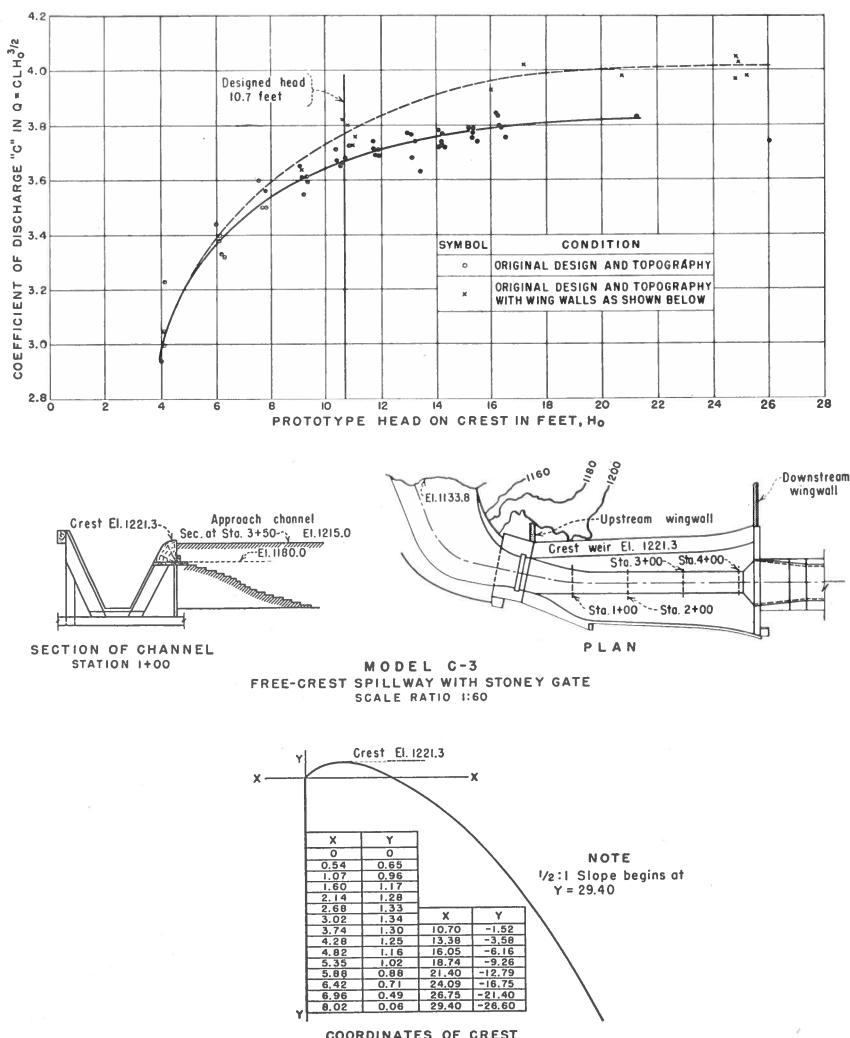 4.2
4.0
3.8
3.6
3.4
3.2
3.0
2.8
COEFFICIENT OF DISCHARGE "C" IN Q = CLH₀^3/2
Designed head
10.7 feet
SYMBOL CONDITION
o ORIGINAL DESIGN AND TOPOGRAPHY
x ORIGINAL DESIGN AND TOPOGRAPHY
WITH WING WALLS AS SHOWN BELOW
0 2 4 6 8 10 12 14 16 18 20 22 24 26 28
PROTOTYPE HEAD ON CREST IN FEET, H₀
Crest El. 1221.3
Approach channel
Sec. at Sta. 3+50
El. 1215.0
El. 1180.0
SECTION OF CHANNEL
STATION 1+00
El. 1133.8
1160
1180
1200
Upstream wingwall
Downstream
wingwall
Crest weir El. 1221.3
Sta. 3+00
Sta. 4+00
Sta. 1+00
Sta. 2+00
PLAN
MODEL C-3
FREE-CREST SPILLWAY WITH STONEY GATE
SCALE RATIO 1:60
Y
Crest El. 1221.3
X X
X Y
0 0
0.54 0.65
1.07 0.96
1.60 1.17
2.14 1.28
2.68 1.33
3.02 1.34
3.74 1.30
4.28 1.25
4.82 1.16
5.35 1.02
5.88 0.88
6.42 0.71
6.96 0.49
8.02 0.06
X Y
10.70 -1.52
13.38 -3.58
16.05 -6.16
18.74 -9.26
21.40 -12.79
24.09 -16.75
26.75 -21.40
29.40 -26.60
NOTE
1/2:1 Slope begins at
Y = 29.40
Y
COORDINATES OF CREST